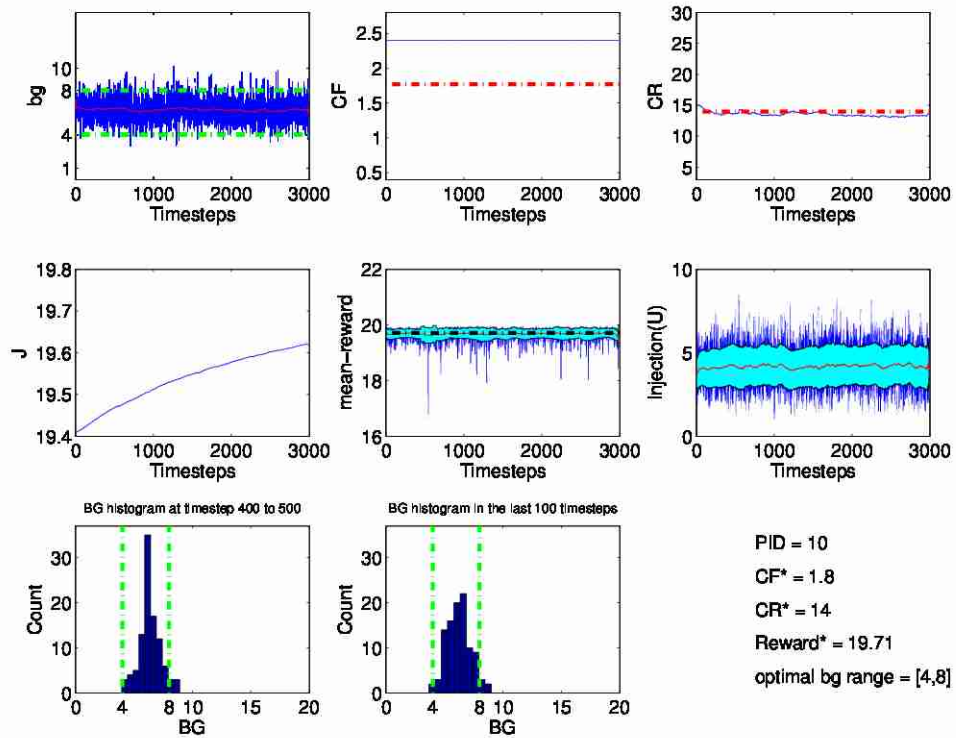 bg
10
8
4
1
0 1000 2000 3000
Timesteps
CF
2.5
2
1.5
1
0.5
0 1000 2000 3000
Timesteps
CR
30
25
20
15
10
5
0 1000 2000 3000
Timesteps
J
19.8
19.7
19.6
19.5
19.4
0 1000 2000 3000
Timesteps
mean-reward
22
20
18
16
0 1000 2000 3000
Timesteps
Injection(U)
10
5
0
0 1000 2000 3000
Timesteps
BG histogram at timestep 400 to 500
Count
30
20
10
0
0 4 8 15 20
BG
BG histogram in the last 100 timesteps
Count
30
20
10
0
0 4 8 15 20
BG
PID = 10
CF* = 1.8
CR* = 14
Reward* = 19.71
optimal bg range = [4,8]